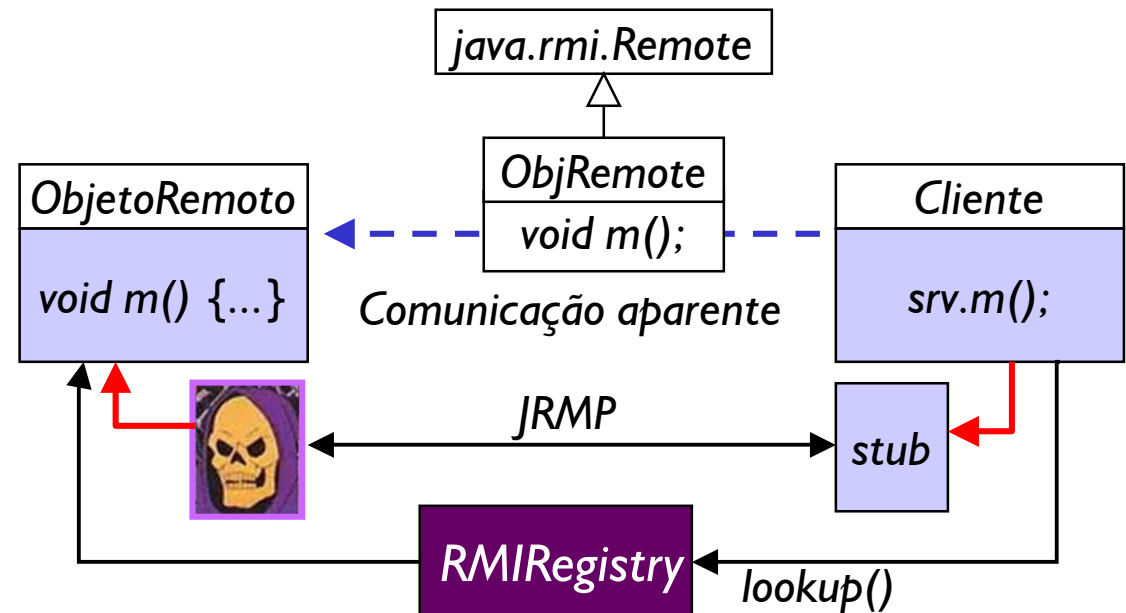 java.rmi.Remote
ObjRemote
void m();
ObjetoRemoto
void m() {...}
Comunicação aparente
Cliente
srv.m();
JRMP
stub
RMIRegistry
lookup()